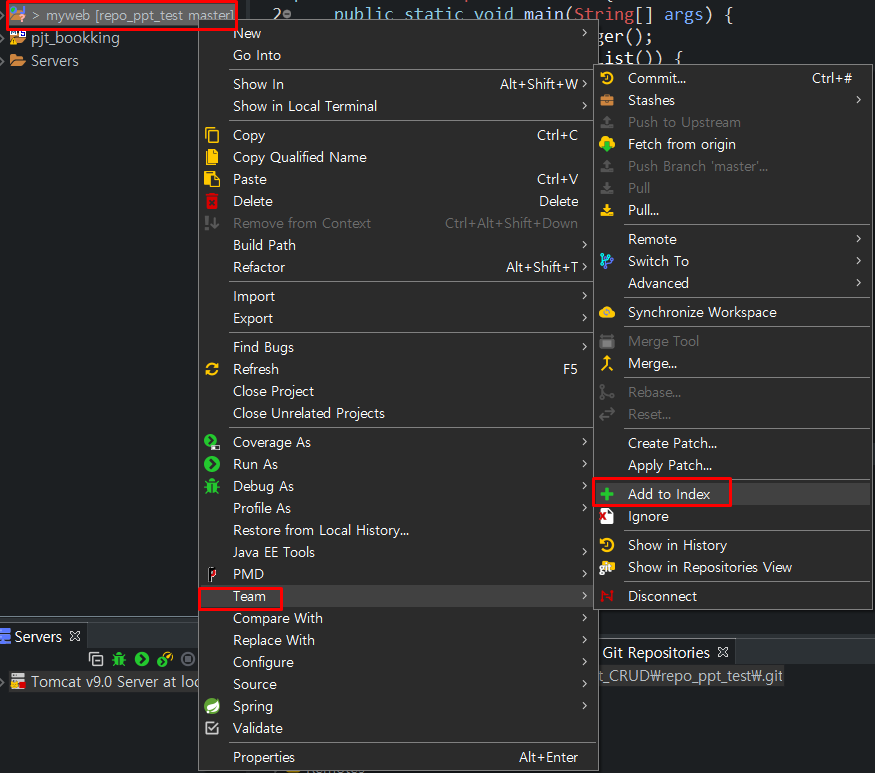 > myweb [repo_ppt_test master]
pjt_bookking
Servers
2 public static void main(String[] args) {
ger();
ist()) {
New
Go Into
Show In Alt+Shift+W
Show in Local Terminal
Copy Ctrl+C
Copy Qualified Name
Paste Ctrl+V
Delete Delete
Remove from Context Ctrl+Alt+Shift+Down
Build Path
Refactor Alt+Shift+T
Import
Export
Find Bugs
Refresh F5
Close Project
Close Unrelated Projects
Coverage As
Run As
Debug As
Profile As
Restore from Local History...
Java EE Tools
PMD
Team
Compare With
Replace With
Configure
Source
Spring
Validate
Properties Alt+Enter
Commit... Ctrl+#
Stashes
Push to Upstream
Fetch from origin
Push Branch 'master'...
Pull
Pull...
Remote
Switch To
Advanced
Synchronize Workspace
Merge Tool
Merge...
Rebase...
Reset...
Create Patch...
Apply Patch...
Add to Index
Ignore
Show in History
git Show in Repositories View
Disconnect
Servers
Tomcat v9.0 Server at loc
Git Repositories
t_CRUD₩repo_ppt_test₩.git